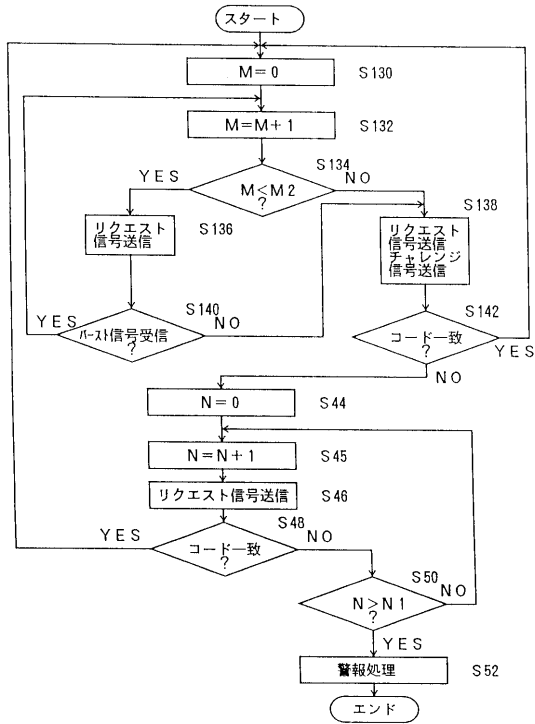 スタート
M=0 S130
M=M+1 S132
S134
YES NO
M<M2
?
S138
リクエスト
信号送信
S136
リクエスト
信号送信
チャレンジ
信号送信
S140
YES NO
バースト信号受信
?
S142
コード一致
?
YES
NO
N=0 S44
N=N+1 S45
リクエスト信号送信 S46
S48
YES NO
コード一致
?
S50
NO
N>N1
?
YES
警報処理 S52
エンド